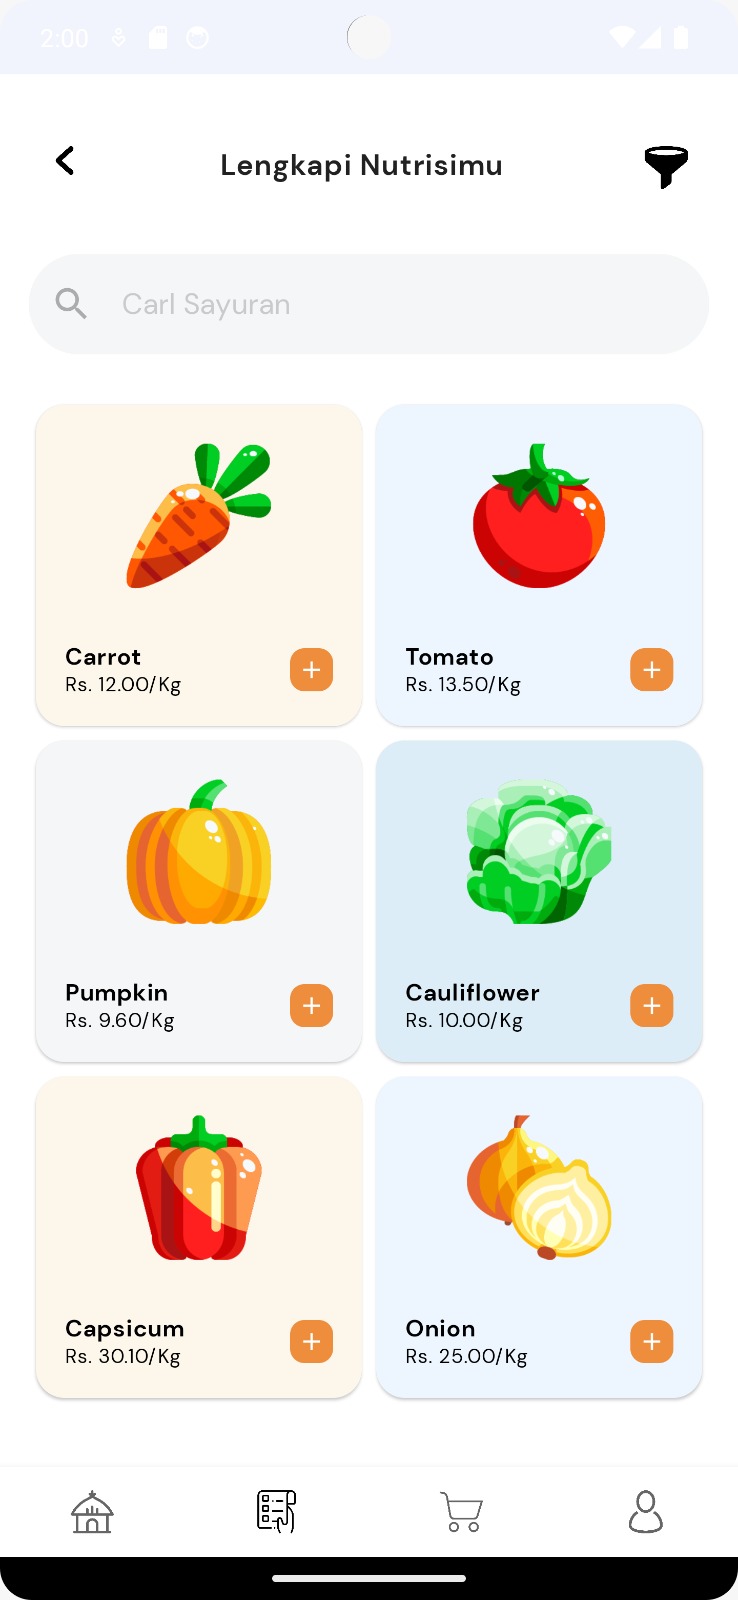 2:00
Lengkapi Nutrisimu
Carl Sayuran
Carrot
Rs. 12.00/Kg
Tomato
Rs. 13.50/Kg
Pumpkin
Rs. 9.60/Kg
Cauliflower
Rs. 10.00/Kg
Capsicum
Rs. 30.10/Kg
Onion
Rs. 25.00/Kg